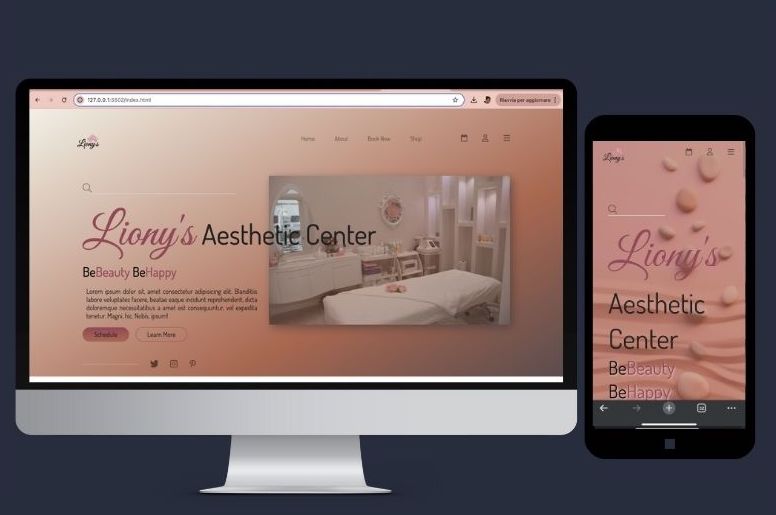 127.0.0.1:5502/index.html
Riavvia per aggiornare
Liony's
Home About Book Now Shop
Liony's Aesthetic Center
BeBeauty BeHappy
Lorem ipsum dolor sit, amet consectetur adipisicing elit. Blanditiis
labore voluptates facere, beatae eaque incidunt reprehenderit, dicta
doloremque necessitatibus a amet sit consequuntur, vel expedita
tenetur. Magni, hic. Nobis, ipsum!
Schedule Learn More
Liony's
Liony's
Aesthetic
Center
BeBeauty
BeHappy